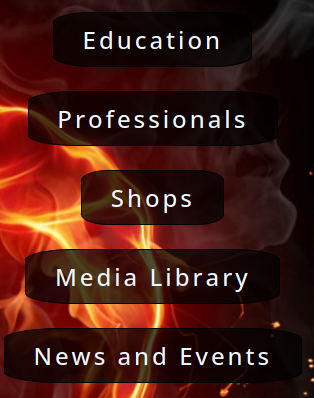 Education
Professionals
Shops
Media Library
News and Events